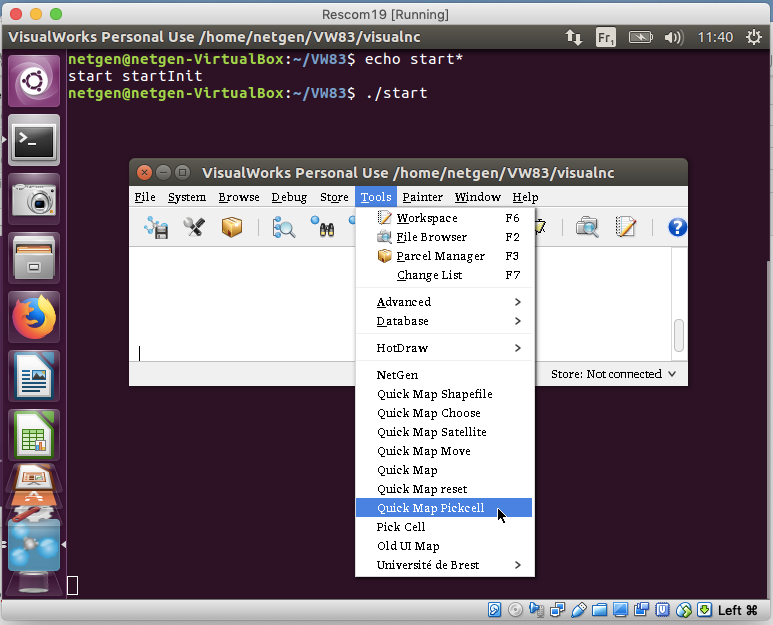 Rescom19 [Running]
VisualWorks Personal Use /home/netgen/VW83/visualnc
Fr1
11:40
netgen@netgen-VirtualBox:~/VW83$ echo start*
start startInit
netgen@netgen-VirtualBox:~/VW83$ ./start
VisualWorks Personal Use /home/netgen/VW83/visualnc
File System Browse Debug Store Tools Painter Window Help
Workspace F6
File Browser F2
Parcel Manager F3
Change List F7
Advanced
Database
HotDraw
NetGen
Store: Not connected
Quick Map Shapefile
Quick Map Choose
Quick Map Satellite
Quick Map Move
Quick Map
Quick Map reset
Quick Map Pickcell
Pick Cell
Old UI Map
Université de Brest
Left ⌘